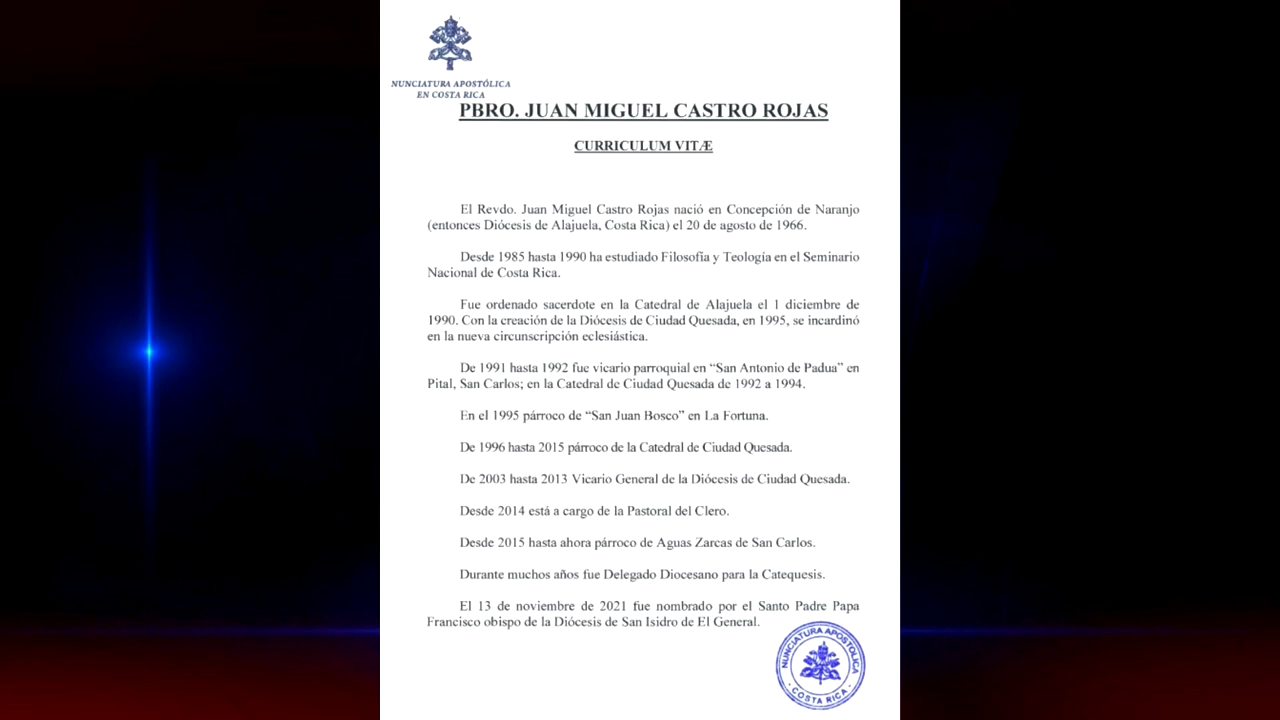 NUNCIATURA APOSTÓLICA
EN COSTA RICA
PBRO. JUAN MIGUEL CASTRO ROJAS
CURRICULUM VITÆ
El Revdo. Juan Miguel Castro Rojas nació en Concepción de Naranjo
(entonces Diócesis de Alajuela, Costa Rica) el 20 de agosto de 1966.
Desde 1985 hasta 1990 ha estudiado Filosofía y Teología en el Seminario
Nacional de Costa Rica.
Fue ordenado sacerdote en la Catedral de Alajuela el 1 diciembre de
1990. Con la creación de la Diócesis de Ciudad Quesada, en 1995, se incardinó
en la nueva circunscripción eclesiástica.
De 1991 hasta 1992 fue vicario parroquial en “San Antonio de Padua” en
Pital, San Carlos; en la Catedral de Ciudad Quesada de 1992 a 1994.
En el 1995 párroco de “San Juan Bosco” en La Fortuna.
De 1996 hasta 2015 párroco de la Catedral de Ciudad Quesada.
De 2003 hasta 2013 Vicario General de la Diócesis de Ciudad Quesada.
Desde 2014 está a cargo de la Pastoral del Clero.
Desde 2015 hasta ahora párroco de Aguas Zarcas de San Carlos.
Durante muchos años fue Delegado Diocesano para la Catequesis.
El 13 de noviembre de 2021 fue nombrado por el Santo Padre Papa
Francisco obispo de la Diócesis de San Isidro de El General.
NUNCIATURA APOSTOLICA
- COSTA RICA -